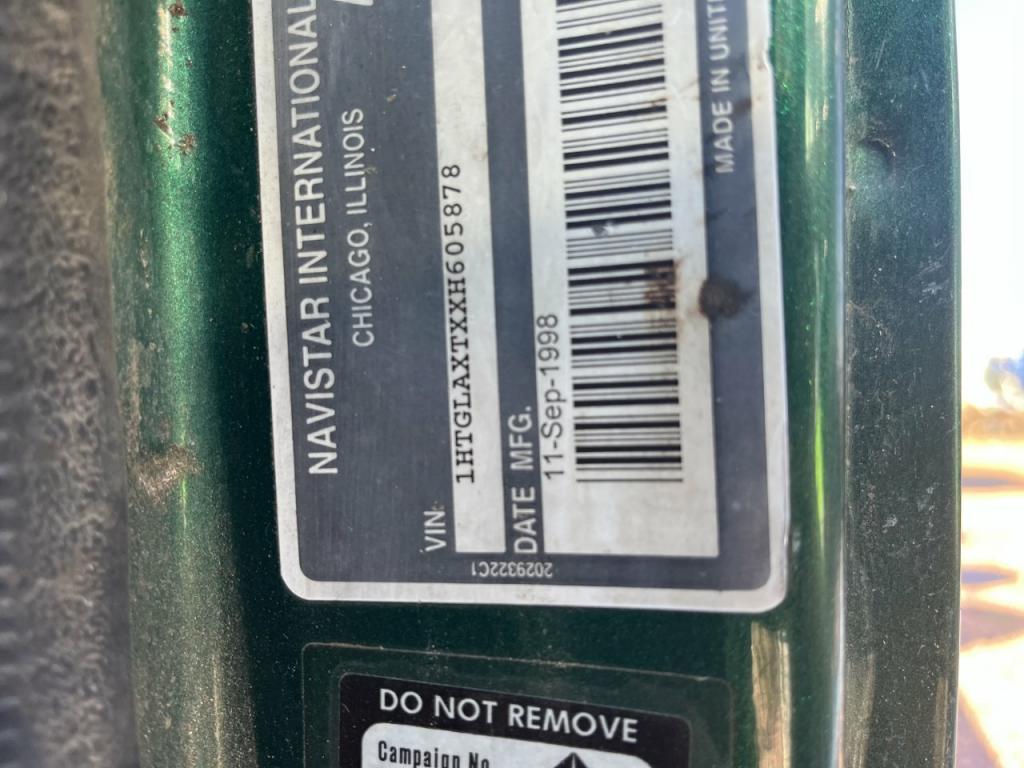 NAVISTAR INTERNATIONAL
CHICAGO, ILLINOIS
VIN:
1HTGLAXTXXH605878
DATE MFG.
11-Sep-1998
MADE IN
2029322C1
DO NOT REMOVE
Campaign No